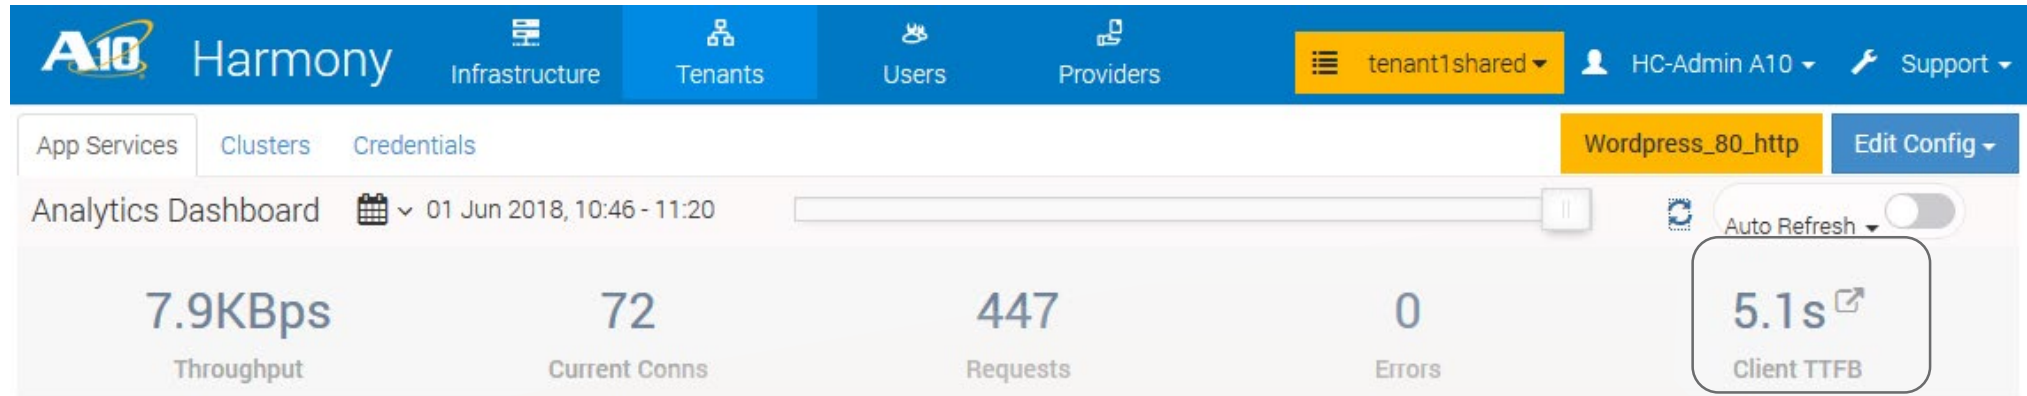 A10 Harmony
Infrastructure
Tenants
Users
Providers
tenant1shared
HC-Admin A10
Support
App Services
Clusters
Credentials
Wordpress_80_http
Edit Config
Analytics Dashboard
01 Jun 2018, 10:46 - 11:20
Auto Refresh
7.9KBps
Throughput
72
Current Conns
447
Requests
0
Errors
5.1s
Client TTFB